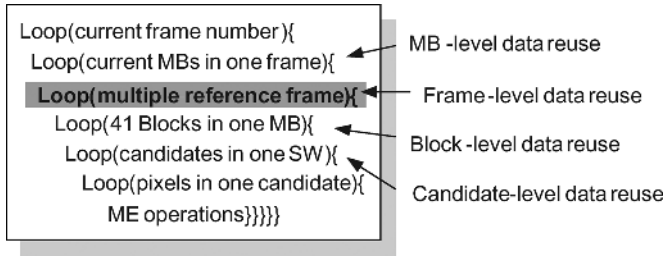 Loop(current frame number){
Loop(current MBs in one frame){
Loop(multiple reference frame){
Loop(41 Blocks in one MB){
Loop(candidates in one SW){
Loop(pixels in one candidate){
ME operations}}}}}}
MB -level data reuse
Frame -level data reuse
Block -level data reuse
Candidate-level data reuse